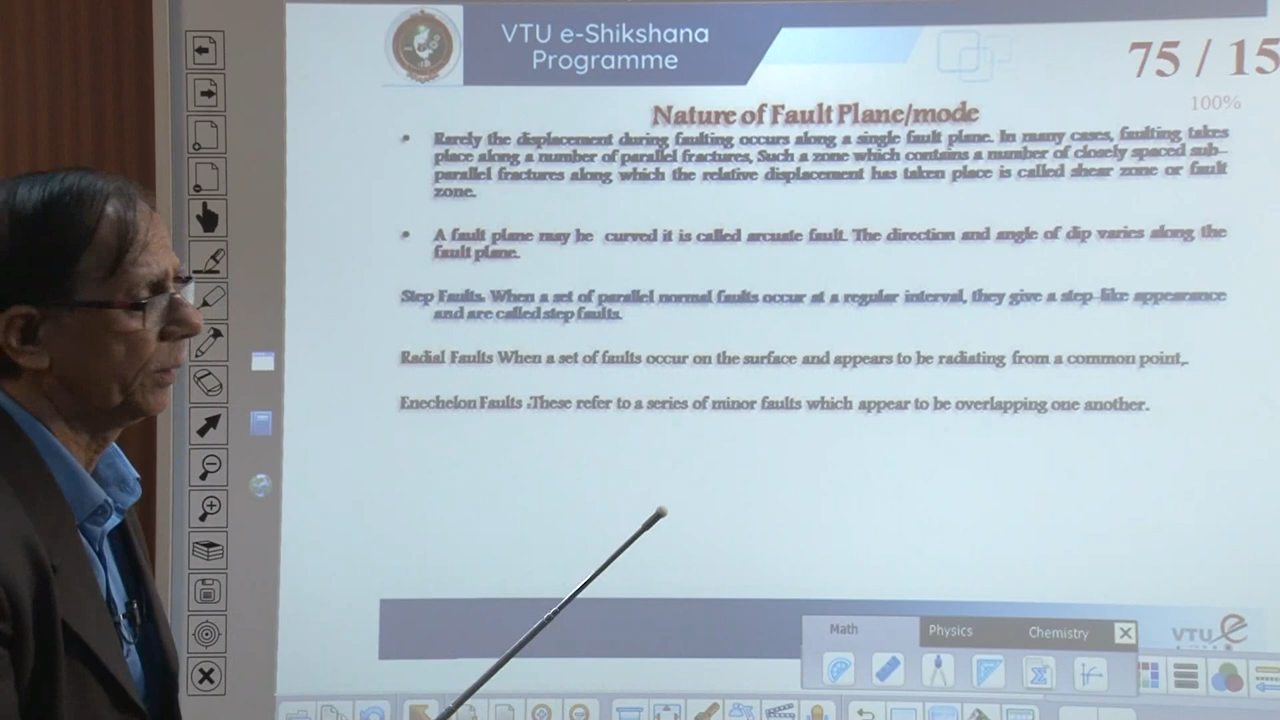 VTU e-Shikshana
Programme
75 / 15
100%
Nature of Fault Plane/mode
• Rarely the displacement during faulting occurs along a single fault plane. In many cases, faulting takes
place along a number of parallel fractures, Such a zone which contains a number of closely spaced sub-
parallel fractures along which the relative displacement has taken place is called shear zone or fault
zone.
• A fault plane may be curved it is called arcuate fault. The direction and angle of dip varies along the
fault plane.
Step Faults. When a set of parallel normal faults occur at a regular interval, they give a step-like appearance
and are called step faults.
Radial Faults When a set of faults occur on the surface and appears to be radiating from a common point,.
Enechelon Faults .These refer to a series of minor faults which appear to be overlapping one another.
Math
Physics
Chemistry
VTU e